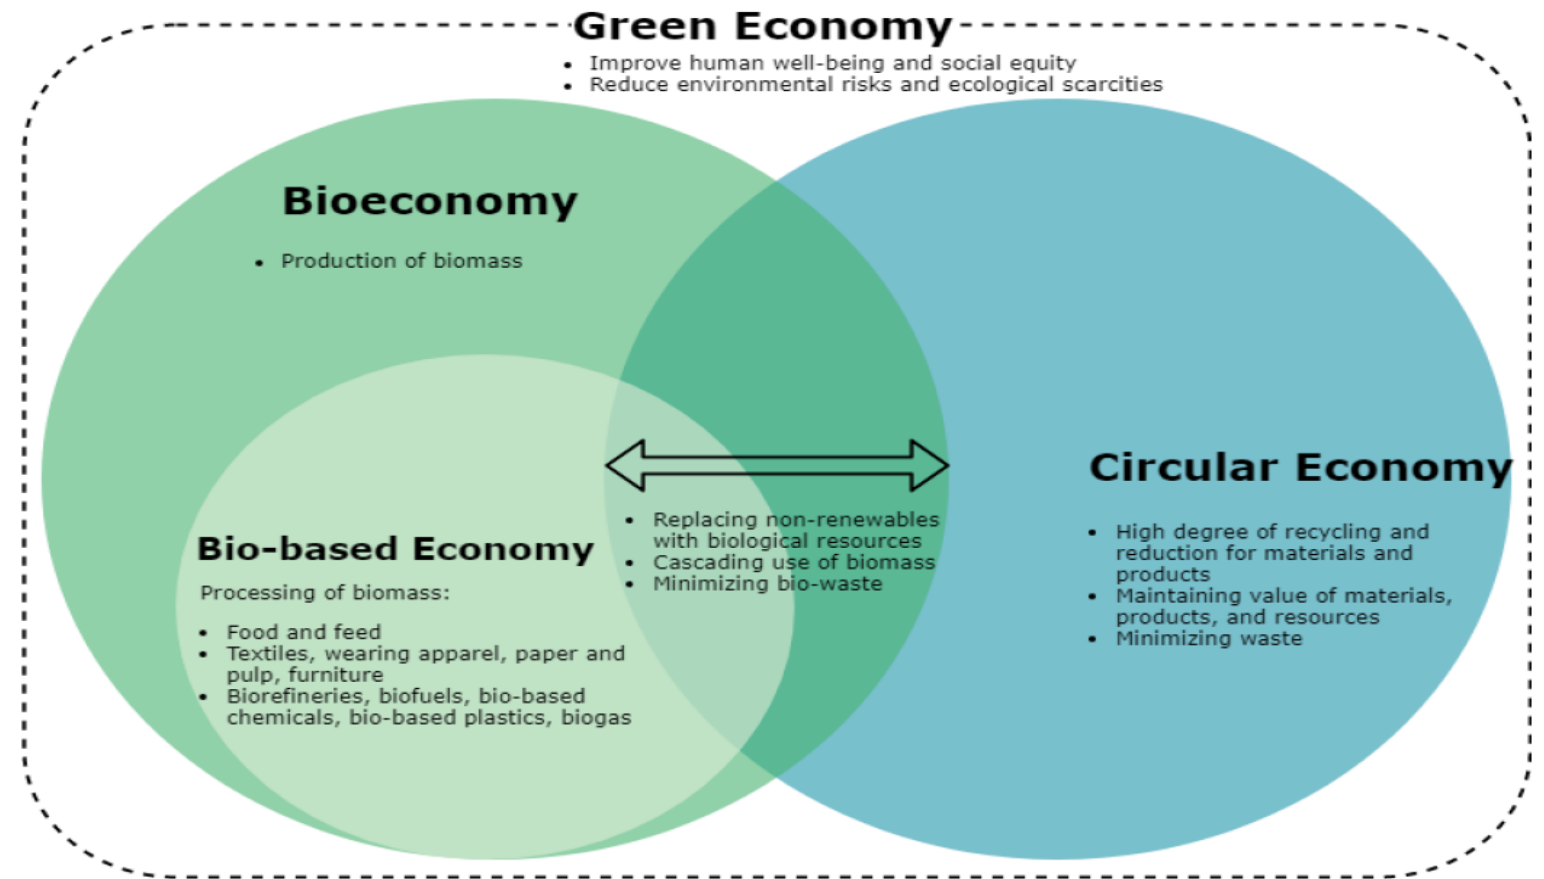 Green Economy
• Improve human well-being and social equity
• Reduce environmental risks and ecological scarcities
Bioeconomy
• Production of biomass
Bio-based Economy
Processing of biomass:
• Food and feed
• Textiles, wearing apparel, paper and
pulp, furniture
• Biorefineries, biofuels, bio-based
chemicals, bio-based plastics, biogas
• Replacing non-renewables
with biological resources
• Cascading use of biomass
• Minimizing bio-waste
Circular Economy
• High degree of recycling and
reduction for materials and
products
• Maintaining value of materials,
products, and resources
• Minimizing waste